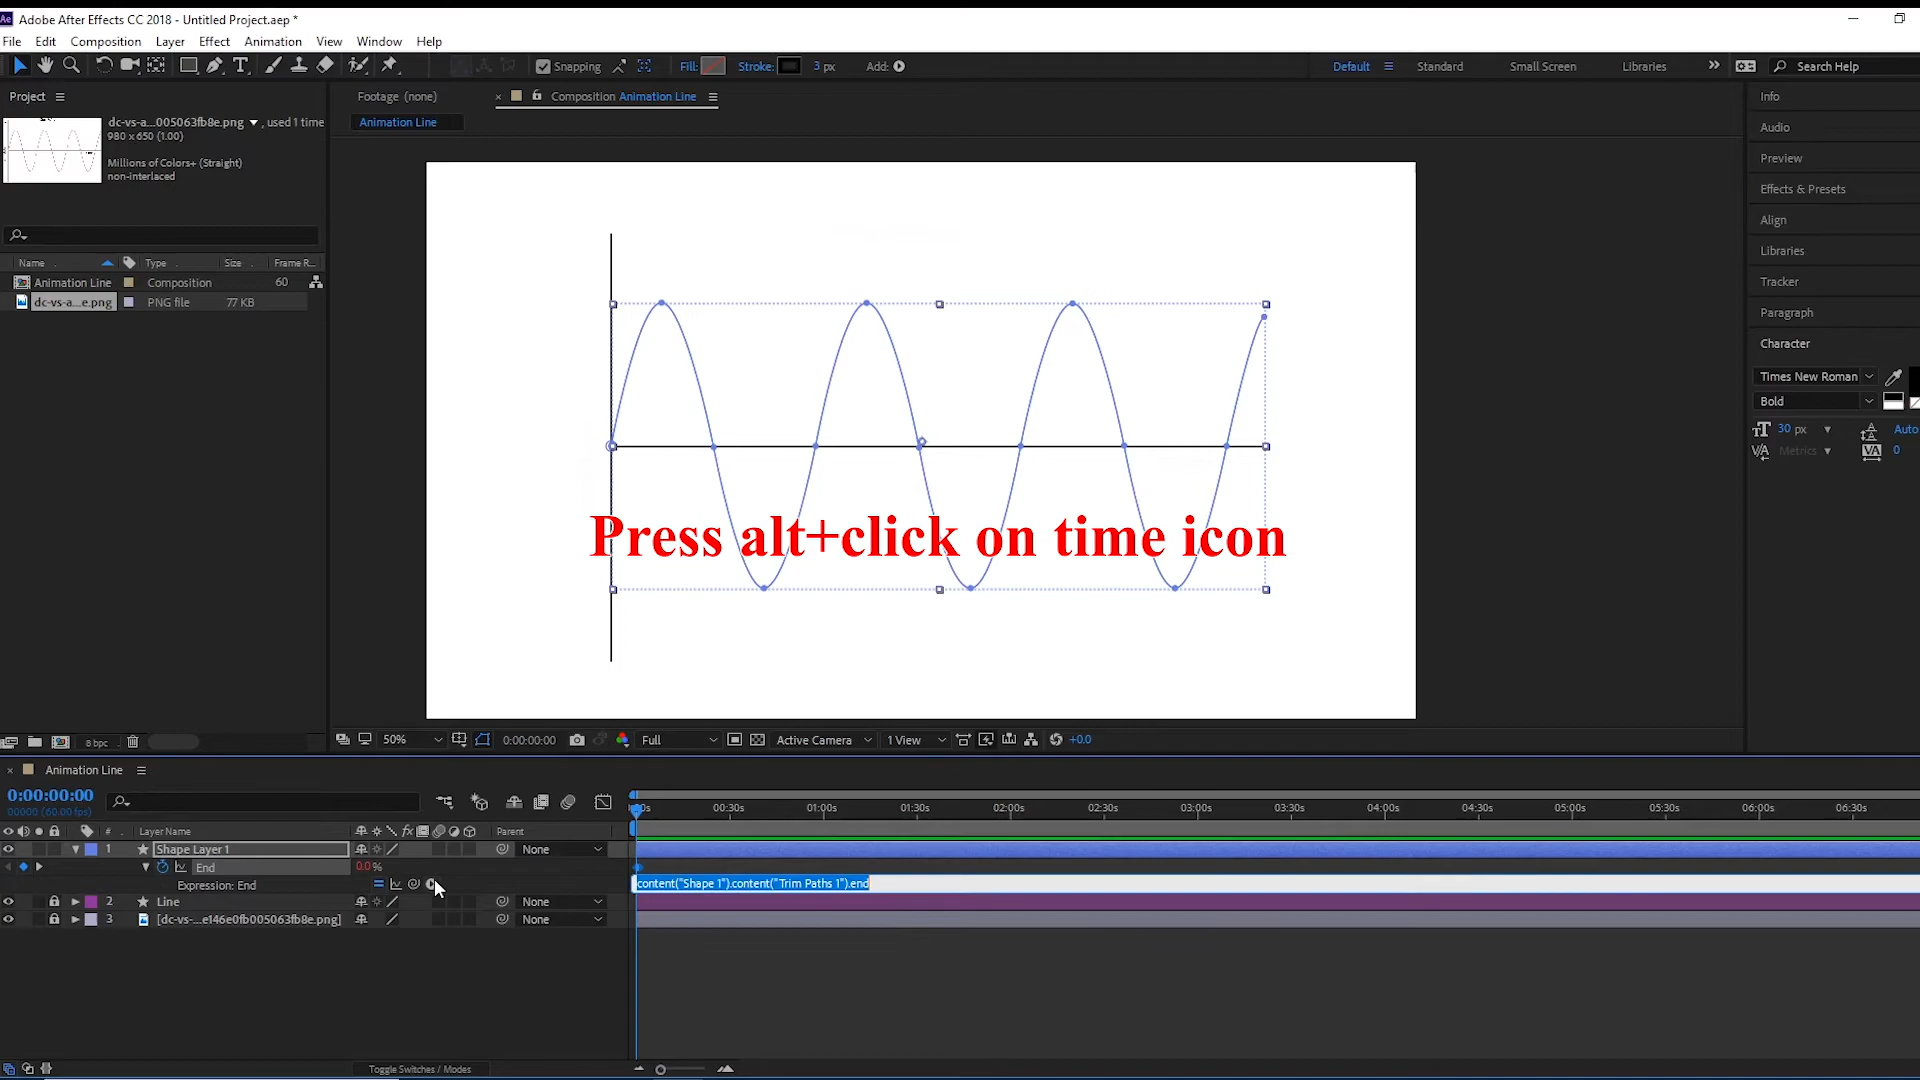 Adobe After Effects CC 2018 - Untitled Project.aep *
File Edit Composition Layer Effect Animation View Window Help
Snapping Fill: Stroke: 3 px Add: Default Standard Small Screen Libraries Search Help
Project
dc-vs-a...005063fb8e.png , used 1 time
980 x 650 (1.00)
Millions of Colors+ (Straight)
non-interlaced
Name Type Size Frame R...
Animation Line Composition 60
dc-vs-a...e.png PNG file 77 KB
8 bpc
Footage (none) Composition Animation Line
Animation Line
Press alt+click on time icon
50% 0:00:00:00 Full Active Camera 1 View +0.0
Info
Audio
Preview
Effects & Presets
Align
Libraries
Tracker
Paragraph
Character
Times New Roman
Bold
30 px Auto
Metrics 0
Animation Line
0:00:00:00
00000 (60.00 fps)
00:30s 01:00s 01:30s 02:00s 02:30s 03:00s 03:30s 04:00s 04:30s 05:00s 05:30s 06:00s 06:30s
# Layer Name Parent
1 Shape Layer 1 None
End 0.0%
Expression: End content("Shape 1").content("Trim Paths 1").end
2 Line None
3 [dc-vs-...e146e0fb005063fb8e.png] None
Toggle Switches / Modes